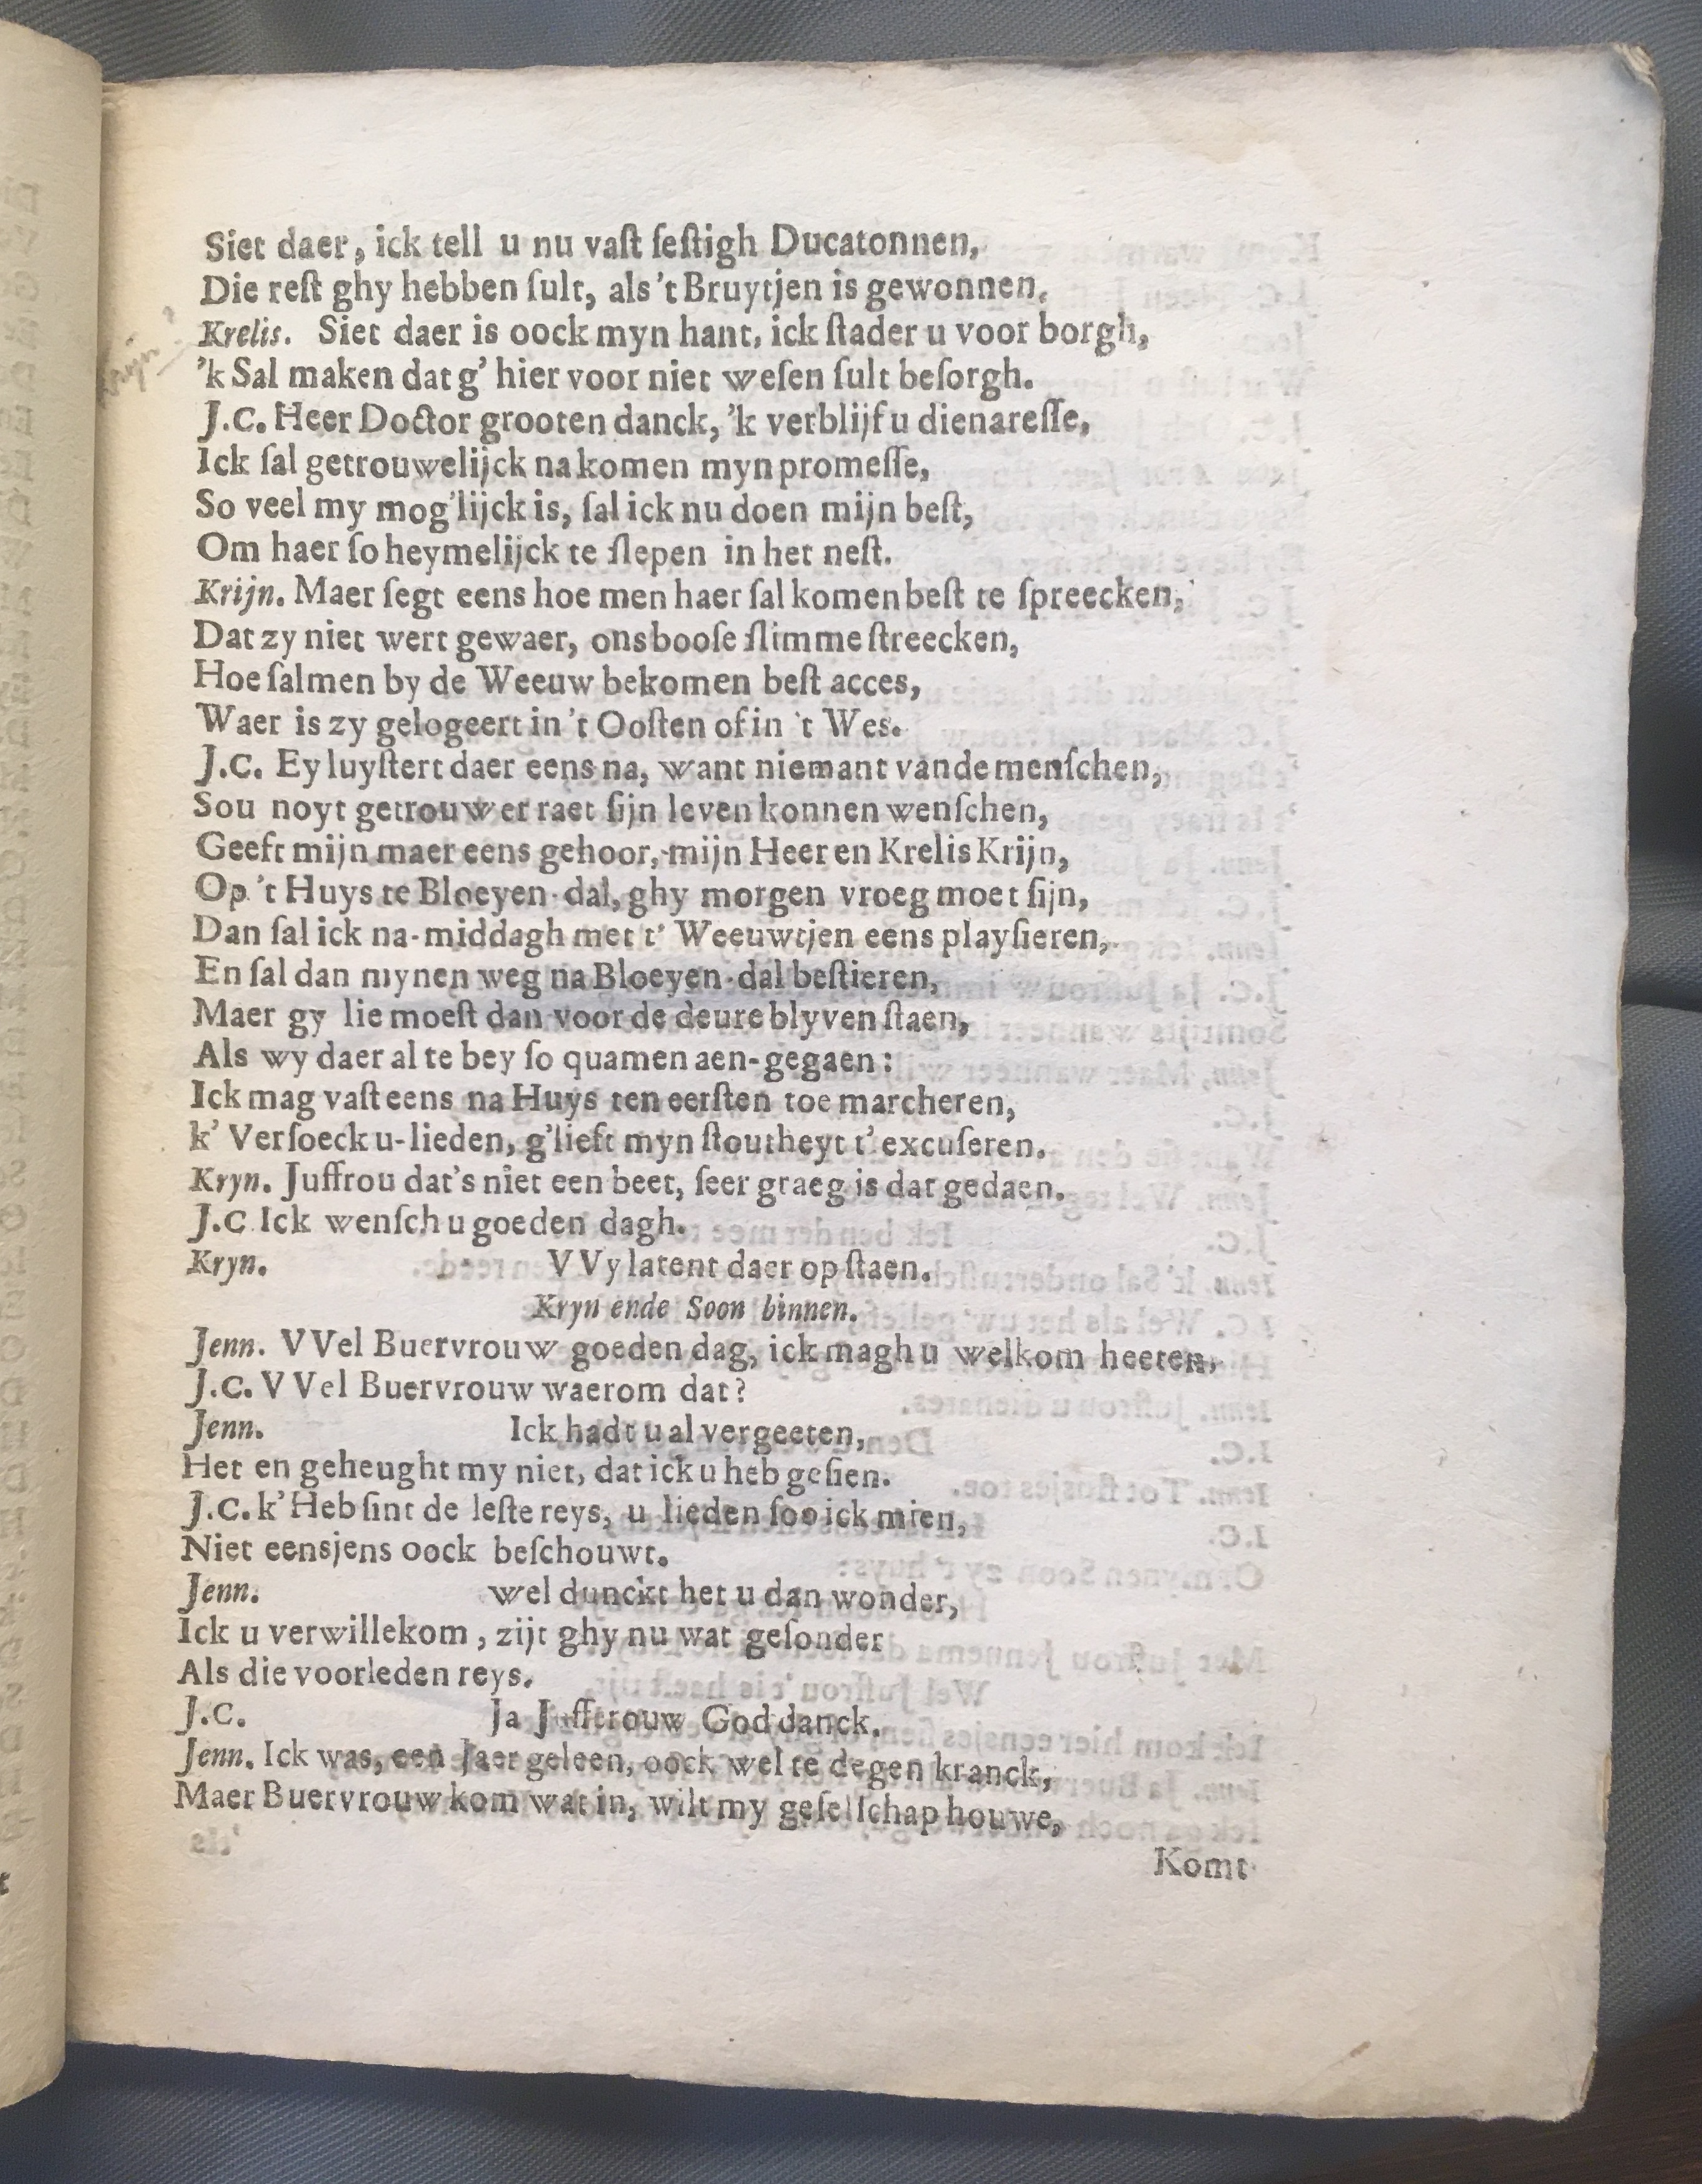 Siet daer, ick tell u nu vaſt ſeſtigh Ducatonnen,
Die reſt ghy hebben ſult, als 't Bruytjen is gewonnen.
Krelis. Siet daer is oock myn hant, ick ſtader u voor borgh,
'k Sal maken dat g' hier voor niet weſen ſult beſorgh.
J.C. Heer Doctor grooten danck, 'k verblijf u dienareſſe,
Ick ſal getrouwelijck na komen myn promeſſe,
So veel my mog'lijck is, ſal ick nu doen mijn beſt,
Om haer ſo heymelijck te ſlepen in het neſt.
Krijn. Maer ſegt eens hoe men haer ſal komen beſt te ſpreecken,
Dat zy niet wert gewaer, ons booſe ſlimme ſtreecken,
Hoe ſalmen by de Weeuw bekomen beſt acces,
Waer is zy gelogeert in 't Ooſten of in 't Wes.
J.C. Ey luyſtert daer eens na, want niemant vande menſchen,
Sou noyt getrouwer raet ſijn leven konnen wenſchen,
Geeft mijn maer eens gehoor, mijn Heer en Krelis Krijn,
Op 't Huys te Bloeyen-dal, ghy morgen vroeg moet ſijn,
Dan ſal ick na-middagh met t' Weeuwtjen eens playſieren,
En ſal dan mynen weg na Bloeyen-dal beſtieren,
Maer gy lie moeſt dan voor de deure blyven ſtaen,
Als wy daer al te bey ſo quamen aen-gegaen:
Ick mag vaſt eens na Huys ten eerſten toe marcheren,
k' Verſoeck u-lieden, g'lieft myn ſtoutheyt t' excuſeren.
Kryn. Juffrou dat's niet een beet, ſeer graeg is dat gedaen.
J.C Ick wenſch u goeden dagh.
Kryn. VVy latent daer op ſtaen.
Kryn ende Soon binnen.
Jenn. VVel Buervrouw goeden dag, ick magh u welkom heeten,
J.C. VVel Buervrouw waerom dat?
Jenn. Ick hadt u al vergeeten,
Het en geheught my niet, dat ick u heb geſien.
J.C. k' Heb ſint de leſte reys, u lieden ſoo ick mien,
Niet eensjens oock beſchouwt.
Jenn. wel dunckt het u dan wonder,
Ick u verwillekom, zijt ghy nu wat geſonder
Als die voorleden reys.
J.C. Ja Jufferouw God danck.
Jenn. Ick was, een Jaer geleen, oock wel te degen kranck,
Maer Buervrouw kom wat in, wilt my geſelſchap houwe,
Komt